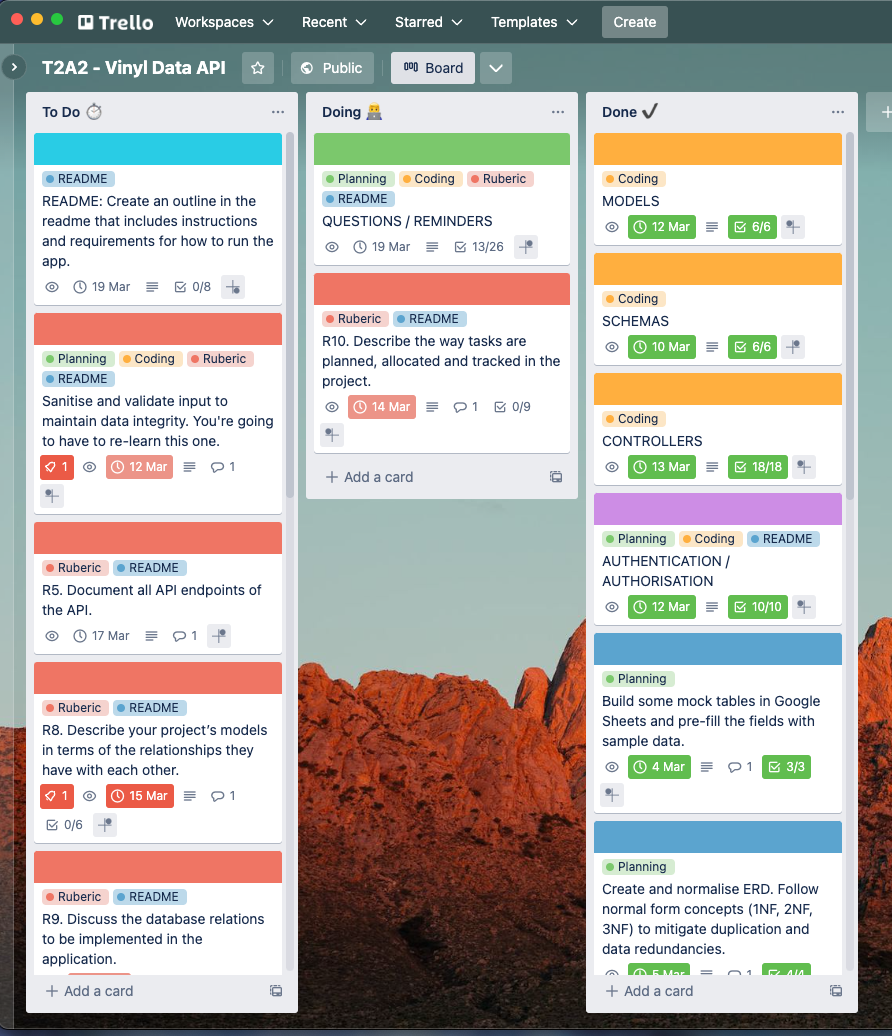 Trello
Workspaces
Recent
Starred
Templates
Create
T2A2 - Vinyl Data API
Public
Board
To Do
README
README: Create an outline in the
readme that includes instructions
and requirements for how to run the
app.
19 Mar
0/8
Planning
Coding
Ruberic
README
Sanitise and validate input to
maintain data integrity. You're going
to have to re-learn this one.
1
12 Mar
1
Ruberic
README
R5. Document all API endpoints of
the API.
17 Mar
1
Ruberic
README
R8. Describe your project's models
in terms of the relationships they
have with each other.
1
15 Mar
1
0/6
Ruberic
README
R9. Discuss the database relations
to be implemented in the
application.
Add a card
Doing
Planning
Coding
Ruberic
README
QUESTIONS / REMINDERS
19 Mar
13/26
Ruberic
README
R10. Describe the way tasks are
planned, allocated and tracked in the
project.
14 Mar
1
0/9
Add a card
Done
Coding
MODELS
12 Mar
6/6
Coding
SCHEMAS
10 Mar
6/6
Coding
CONTROLLERS
13 Mar
18/18
Planning
Coding
README
AUTHENTICATION /
AUTHORISATION
12 Mar
10/10
Planning
Build some mock tables in Google
Sheets and pre-fill the fields with
sample data.
4 Mar
1
3/3
Planning
Create and normalise ERD. Follow
normal form concepts (1NF, 2NF,
3NF) to mitigate duplication and
data redundancies.
5 Mar
1
4/4
Add a card